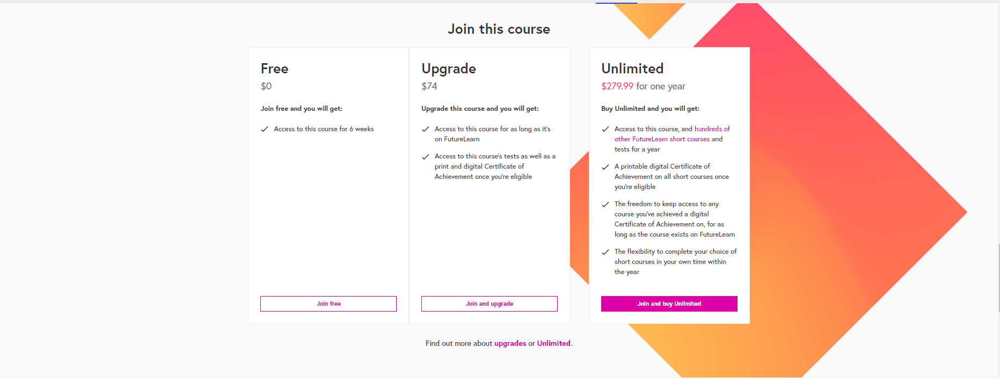 Join this course
Free
$0
Join free and you will get:
Access to this course for 6 weeks
Join free
Upgrade
$74
Upgrade this course and you will get:
Access to this course for as long as it's
on FutureLearn
Access to this course's tests as well as a
print and digital Certificate of
Achievement once you're eligible
Join and upgrade
Unlimited
$279.99 for one year
Buy Unlimited and you will get:
Access to this course, and hundreds of
other FutureLearn short courses and
tests for a year
A printable digital Certificate of
Achievement on all short courses once
you're eligible
The freedom to keep access to any
course you've achieved a digital
Certificate of Achievement on, for as
long as the course exists on FutureLearn
The flexibility to complete your choice of
short courses in your own time within
the year
Join and buy Unlimited
Find out more about upgrades or Unlimited.